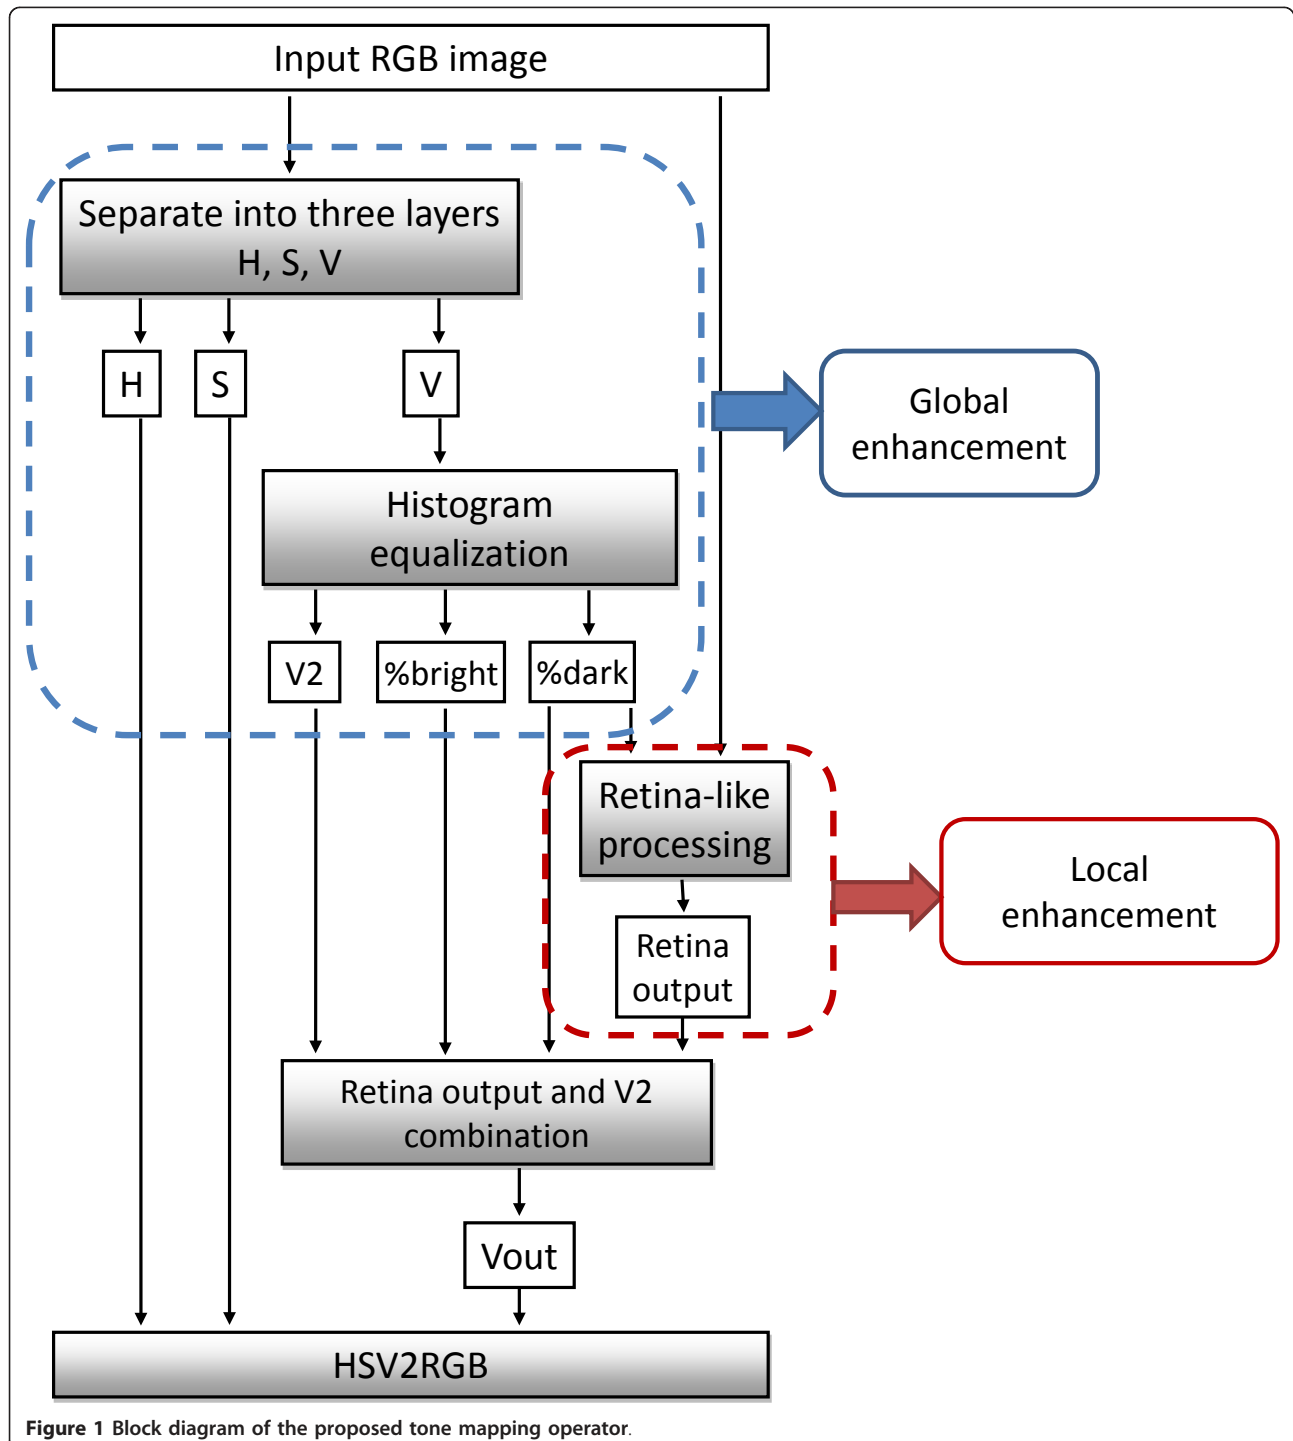 Input RGB image
Separate into three layers
H, S, V
H
S
V
Global
enhancement
Histogram
equalization
V2
%bright
%dark
Retina-like
processing
Local
enhancement
Retina
output
Retina output and V2
combination
Vout
HSV2RGB
Figure 1 Block diagram of the proposed tone mapping operator.